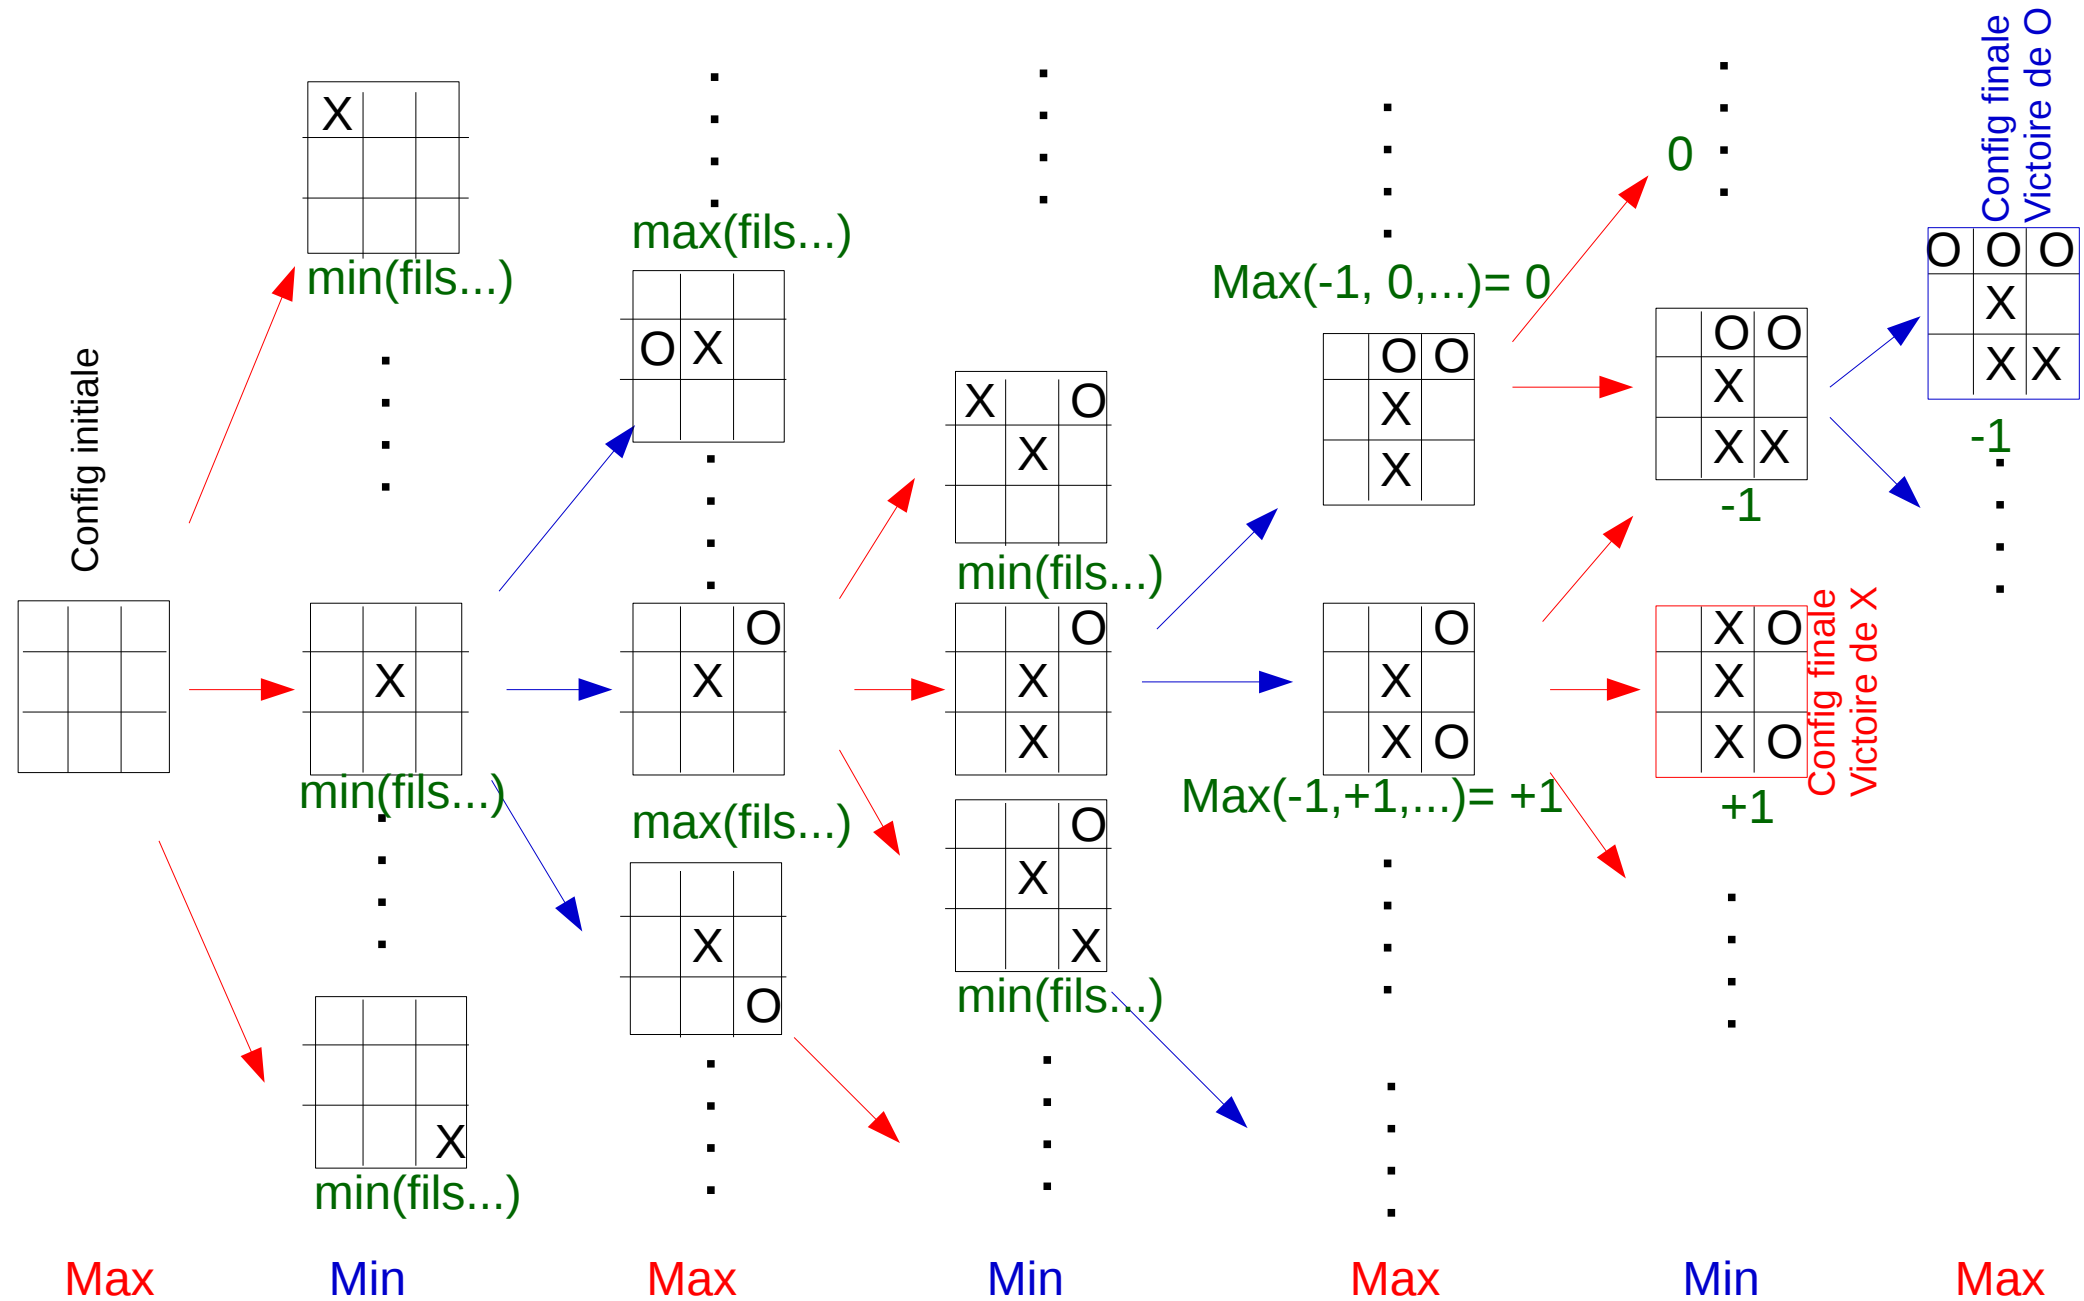 Config initiale
X
min(fils...)
X
min(fils...)
X
min(fils...)
max(fils...)
O X
O
X
max(fils...)
X
O
X O
X
min(fils...)
O
X
X
O
X
X
min(fils...)
Max(-1, 0,...)= 0
O O
X
X
O
X
X O
Max(-1,+1,...)= +1
0
O O
X
X X
-1
X O
X
X O
+1
Config finale
Victoire de X
Config finale
Victoire de O
O O O
X
X X
-1
Max Min Max Min Max Min Max